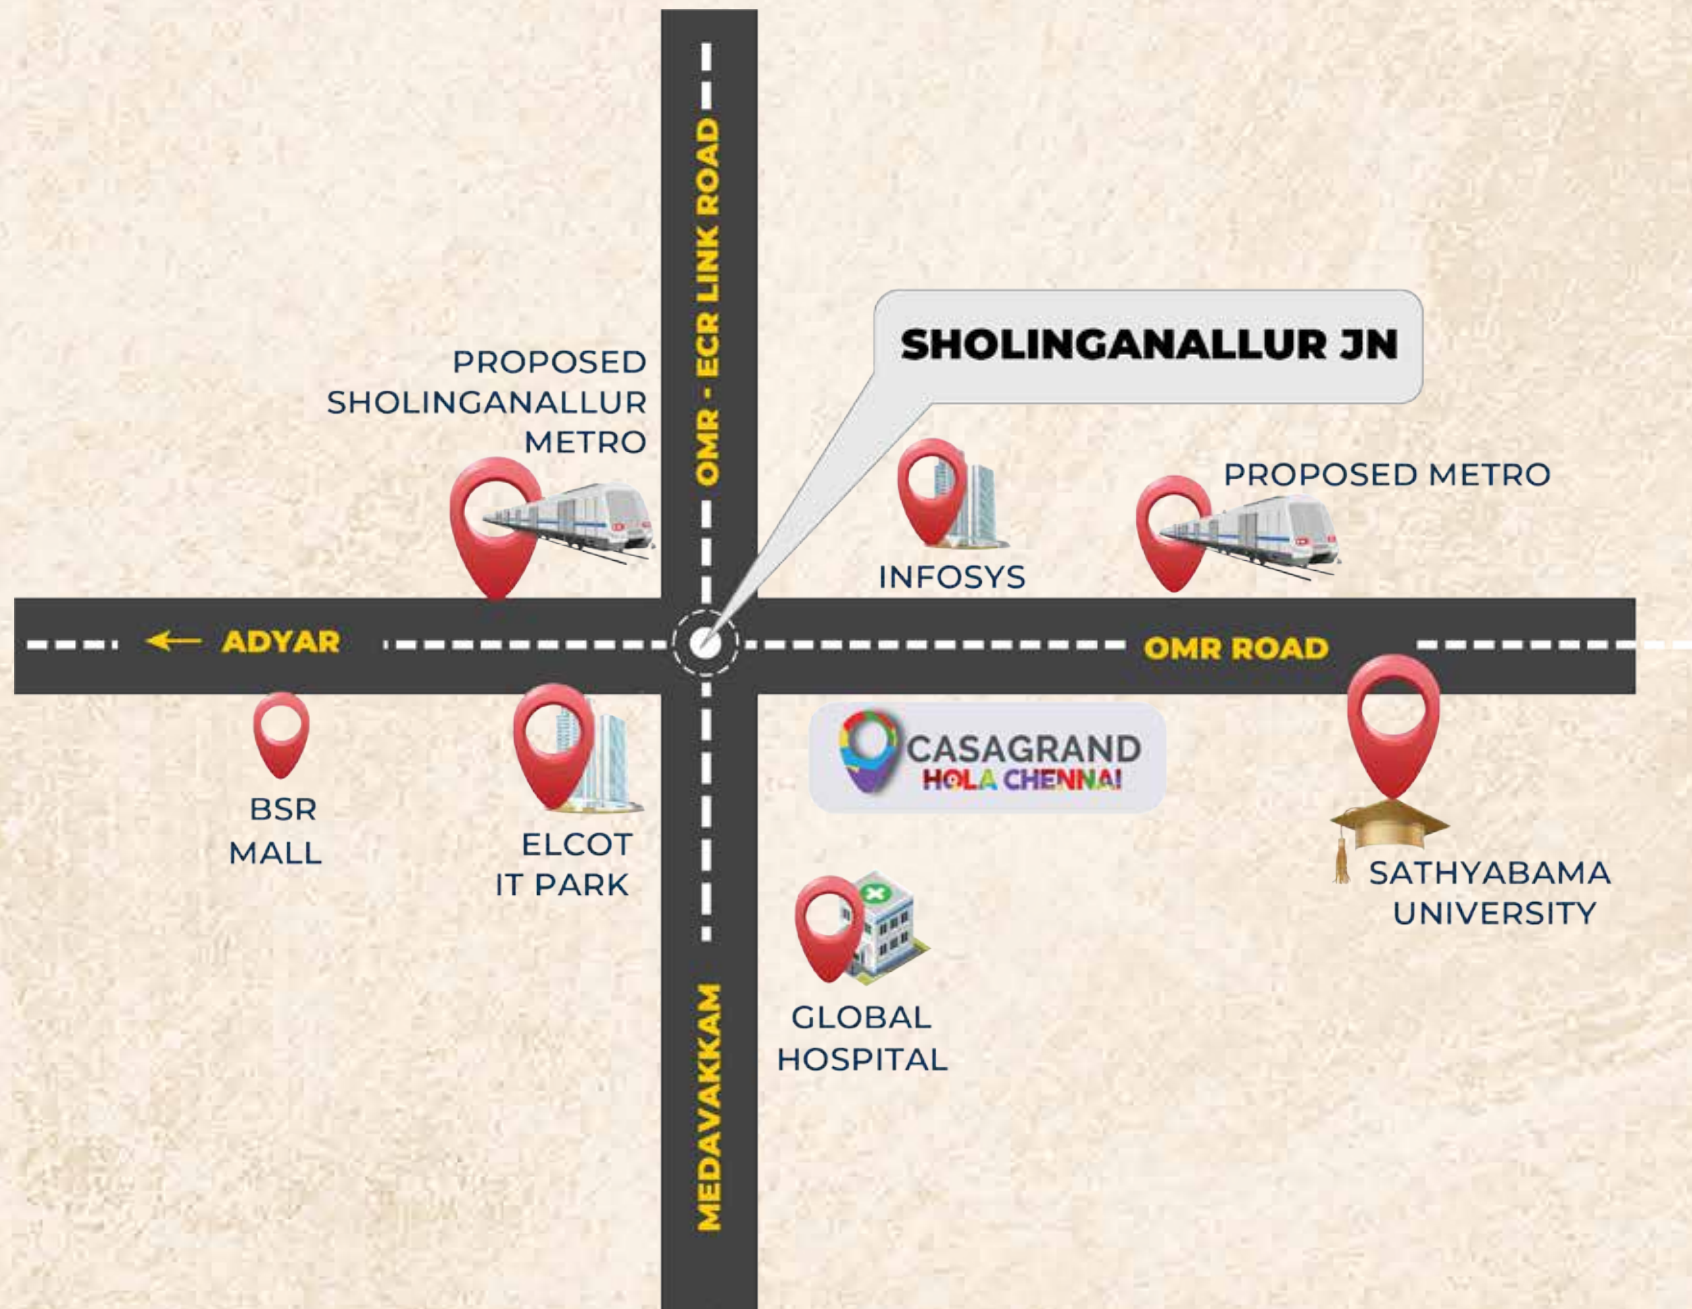 OMR - ECR LINK ROAD
SHOLINGANALLUR JN
PROPOSED
SHOLINGANALLUR
METRO
INFOSYS
PROPOSED METRO
← ADYAR
OMR ROAD
BSR
MALL
ELCOT
IT PARK
CASAGRAND
HOLA CHENNAI
SATHYABAMA
UNIVERSITY
GLOBAL
HOSPITAL
MEDAVAKKAM